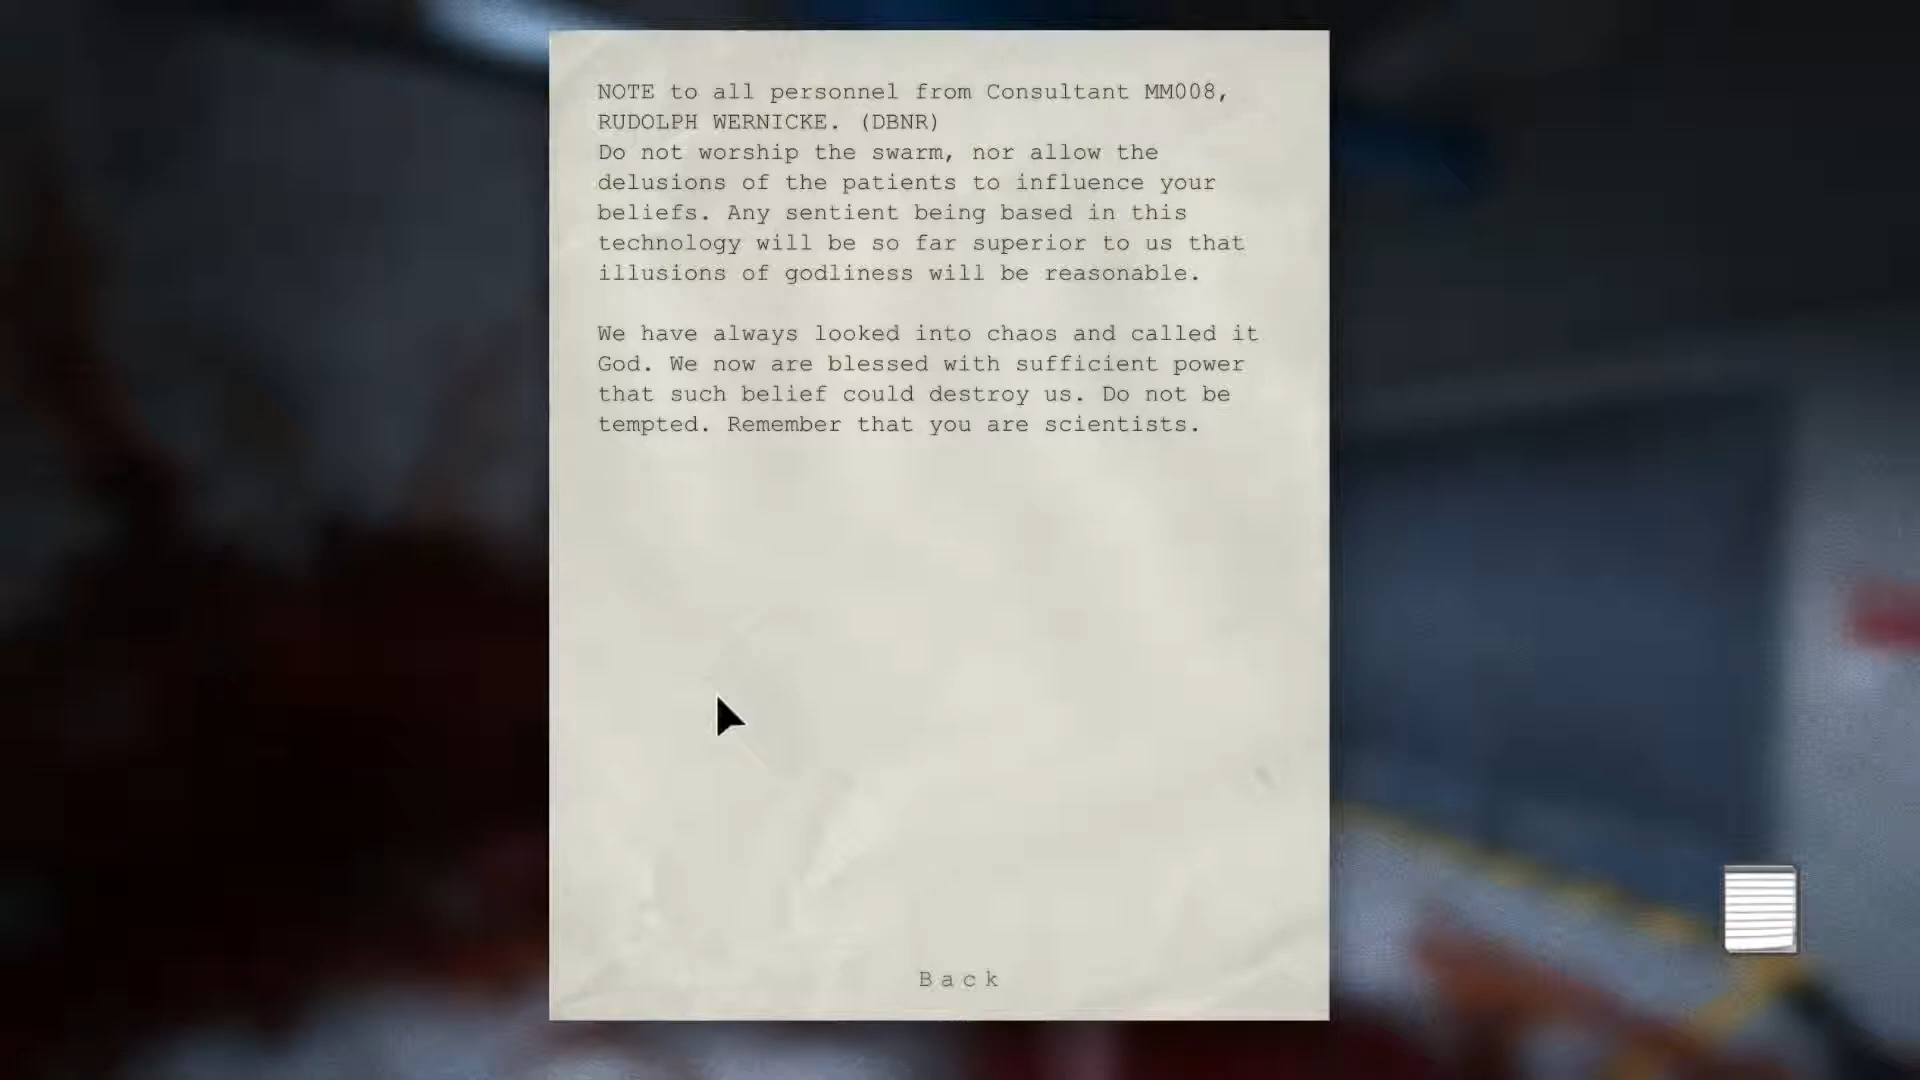 NOTE to all personnel from Consultant MM008,
RUDOLPH WERNICKE. (DBNR)
Do not worship the swarm, nor allow the
delusions of the patients to influence your
beliefs. Any sentient being based in this
technology will be so far superior to us that
illusions of godliness will be reasonable.
We have always looked into chaos and called it
God. We now are blessed with sufficient power
that such belief could destroy us. Do not be
tempted. Remember that you are scientists.
Back